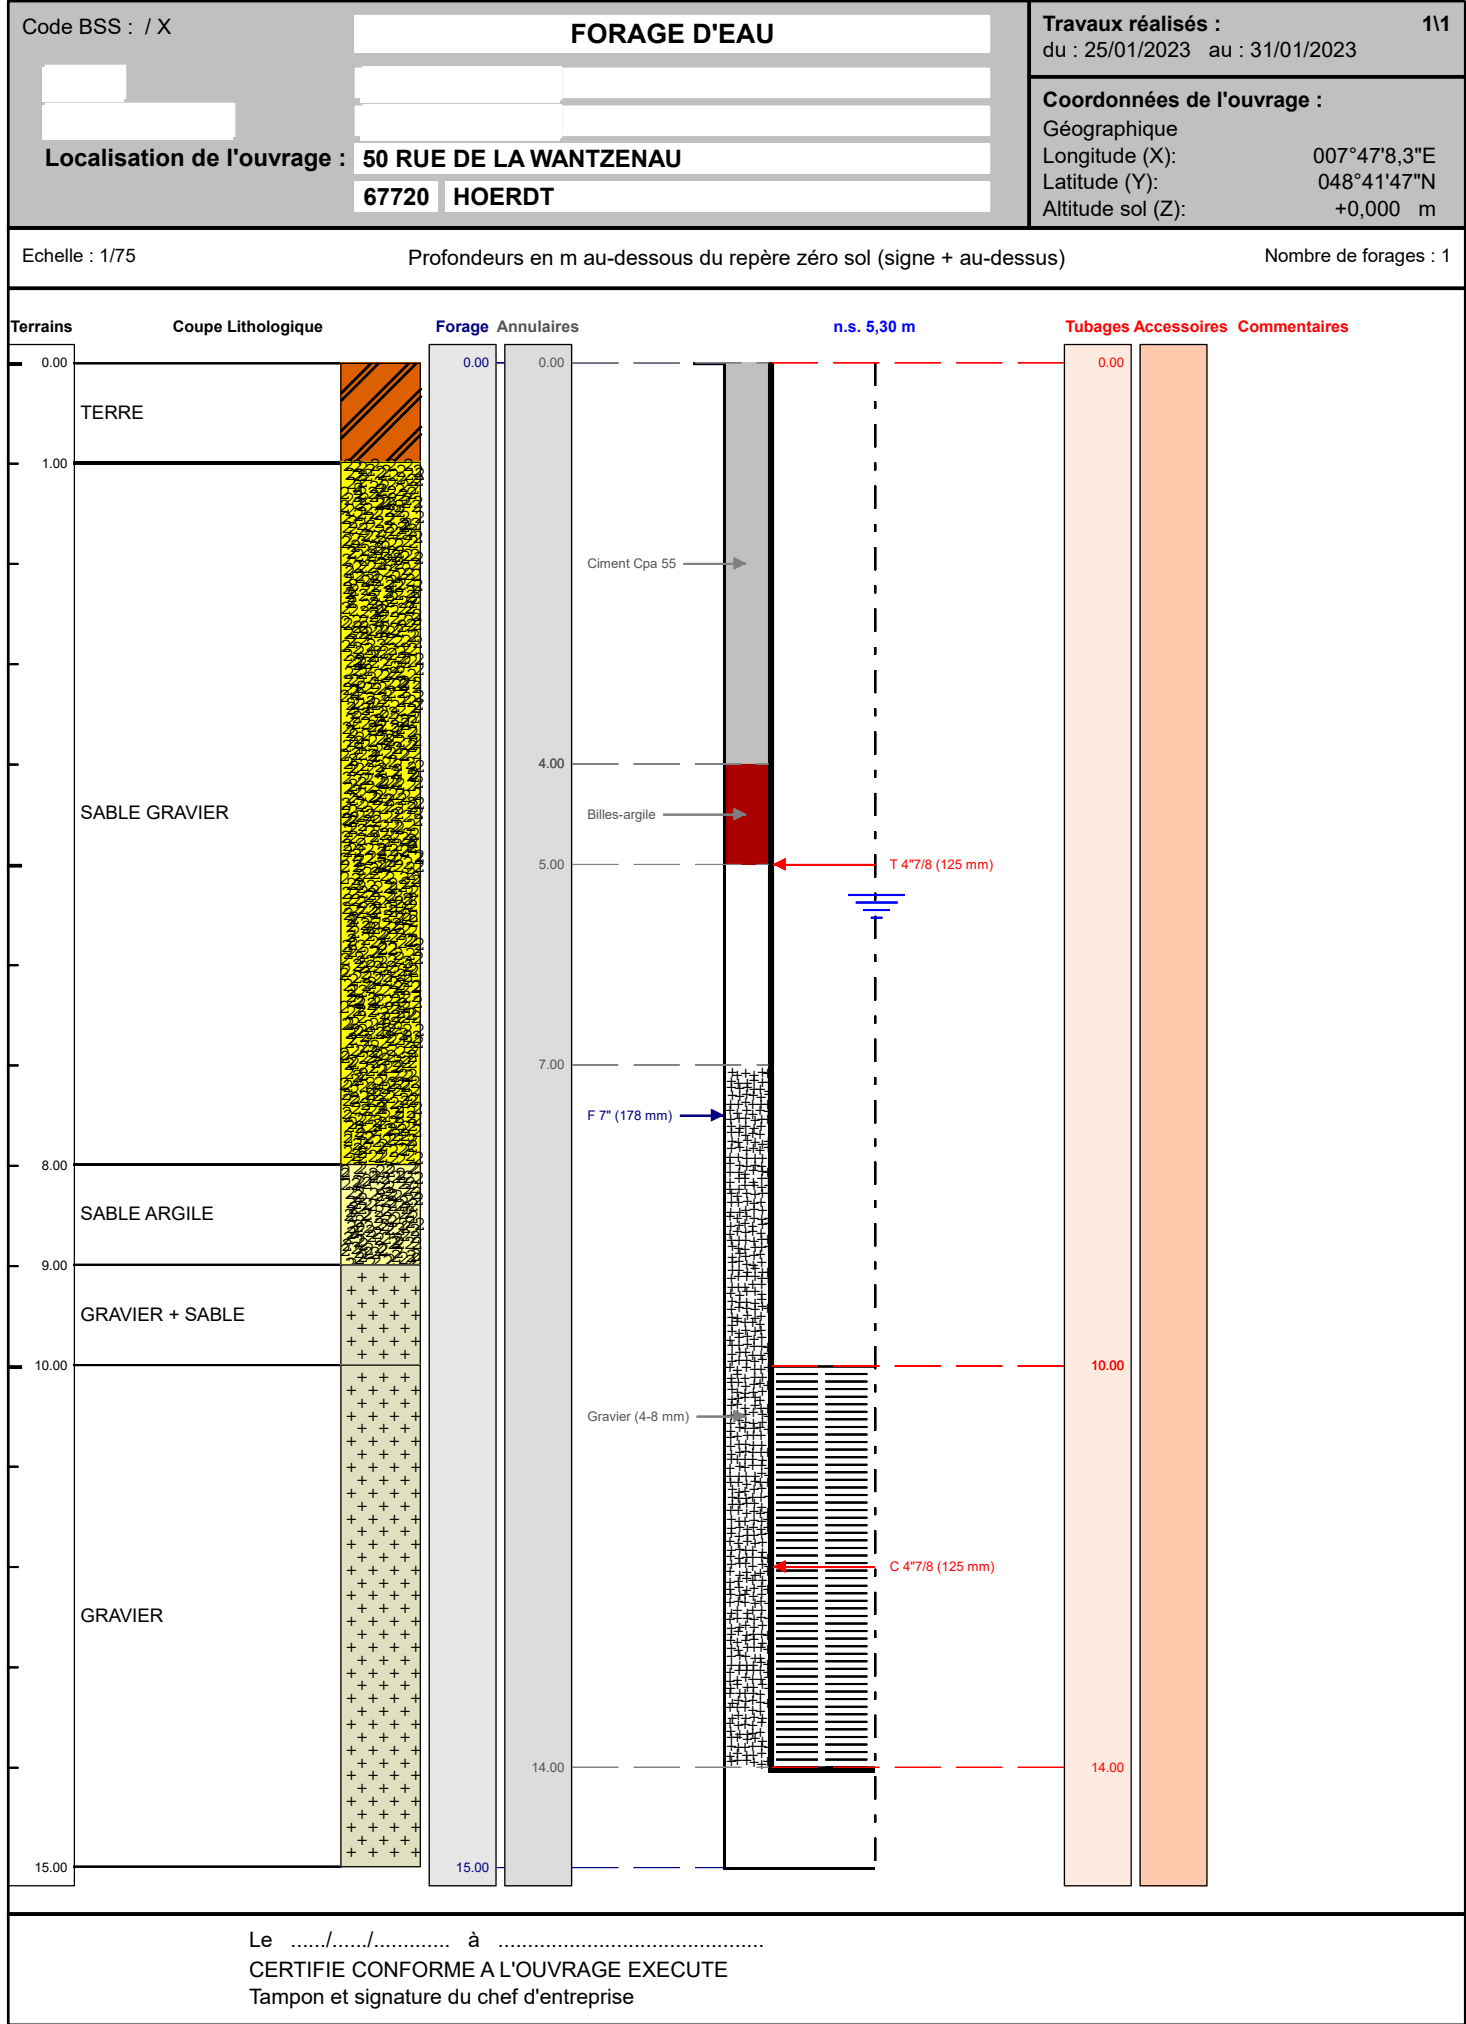 Code BSS :  / X
FORAGE D'EAU
Travaux réalisés :
1\1
du : 25/01/2023   au : 31/01/2023
Coordonnées de l'ouvrage :
Géographique
Longitude (X): 007°47'8,3"E
Latitude (Y): 048°41'47"N
Altitude sol (Z): +0,000   m
Localisation de l'ouvrage : 50 RUE DE LA WANTZENAU
67720 HOERDT
Echelle : 1/75
Profondeurs en m au-dessous du repère zéro sol (signe + au-dessus)
Nombre de forages : 1
Terrains Coupe Lithologique Forage Annulaires n.s. 5,30 m Tubages Accessoires Commentaires
0.00 0.00 0.00 0.00
TERRE
1.00
Ciment Cpa 55
4.00
SABLE GRAVIER
Billes-argile
5.00
T 4"7/8 (125 mm)
7.00
F 7" (178 mm)
8.00
SABLE ARGILE
9.00
GRAVIER + SABLE
10.00 10.00
Gravier (4-8 mm)
C 4"7/8 (125 mm)
GRAVIER
14.00 14.00
15.00 15.00
Le ....../....../............. à .............................................
CERTIFIE CONFORME A L'OUVRAGE EXECUTE
Tampon et signature du chef d'entreprise